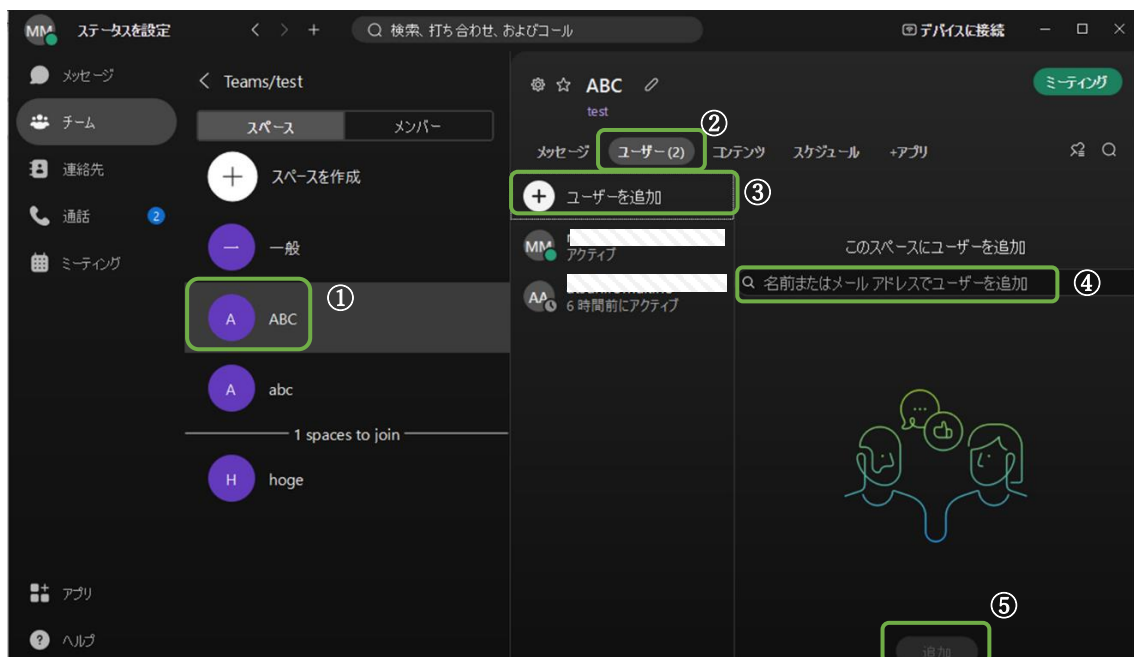 MM ステータスを設定
検索、打ち合わせ、およびコール
デバイスに接続
メッセージ
チーム
連絡先
通話 2
ミーティング
アプリ
ヘルプ
Teams/test
スペース メンバー
スペースを作成
一 一般
A ABC ①
A abc
1 spaces to join
H hoge
ABC
test
ミーティング
②
メッセージ ユーザー (2) コンテンツ スケジュール +アプリ
ユーザーを追加 ③
MM
アクティブ
AA
6 時間前にアクティブ
このスペースにユーザーを追加
名前またはメール アドレスでユーザーを追加 ④
⑤
追加